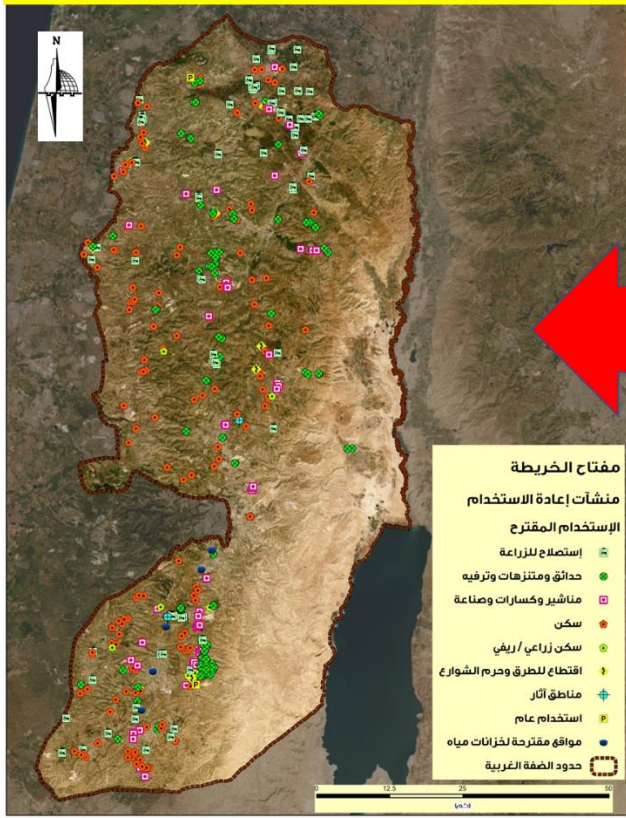 N
مفتاح الخريطة
منشآت إعادة الاستخدام
الإستخدام المقترح
إستصلاح للزراعة
حدائق ومتنزهات وترفيه
مناشير وكسارات وصناعة
سكن
سكن زراعي / ريفي
اقتطاع للطرق وحرم الشوارع
مناطق آثار
استخدام عام
مواقع مقترحة لخزانات مياه
حدود الضفة الغربية
0 12.5 25 50
(كم)